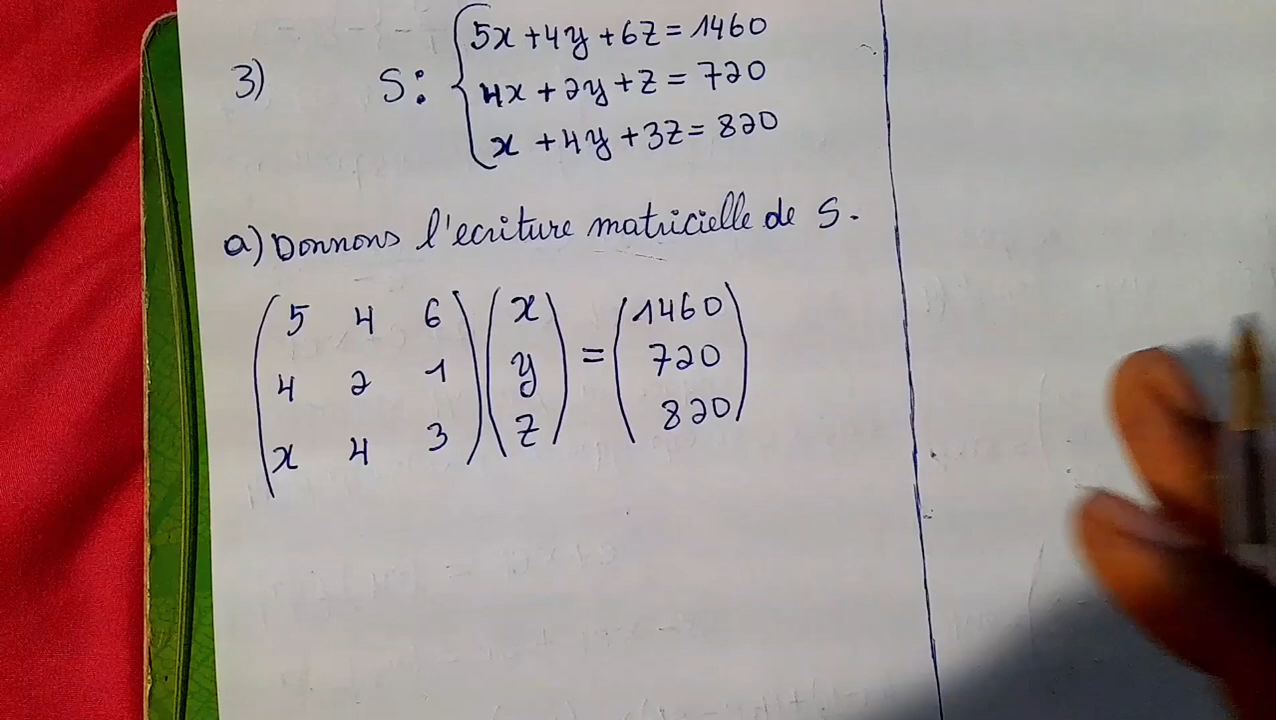 3) S: { 5x + 4y + 6z = 1460
4x + 2y + z = 720
x + 4y + 3z = 820
a) Donnons l'ecriture matricielle de S.
( 5 4 6 ) ( x ) = ( 1460 )
( 4 2 1 ) ( y ) ( 720 )
( x 4 3 ) ( z ) ( 820 )